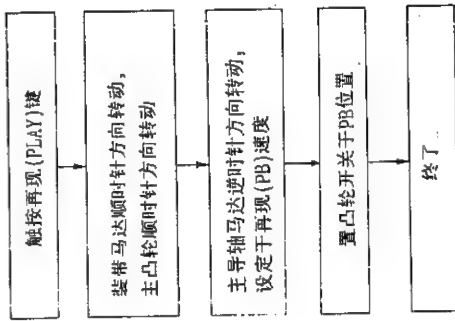 触按再现(PLAY)键
装带马达顺时针方向转动,
主凸轮顺时针方向转动
主导轴马达逆时针方向转动,
设定于再现(PB)速度
置凸轮开关于PB位置
终了